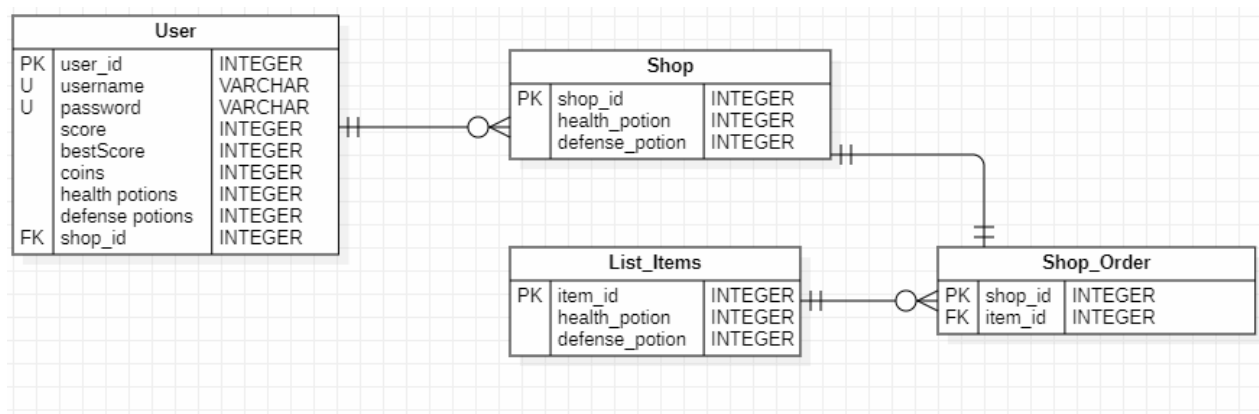 User
PK user_id INTEGER
U username VARCHAR
U password VARCHAR
score INTEGER
bestScore INTEGER
coins INTEGER
health potions INTEGER
defense potions INTEGER
FK shop_id INTEGER
Shop
PK shop_id INTEGER
health_potion INTEGER
defense_potion INTEGER
List_Items
PK item_id INTEGER
health_potion INTEGER
defense_potion INTEGER
Shop_Order
PK shop_id INTEGER
FK item_id INTEGER